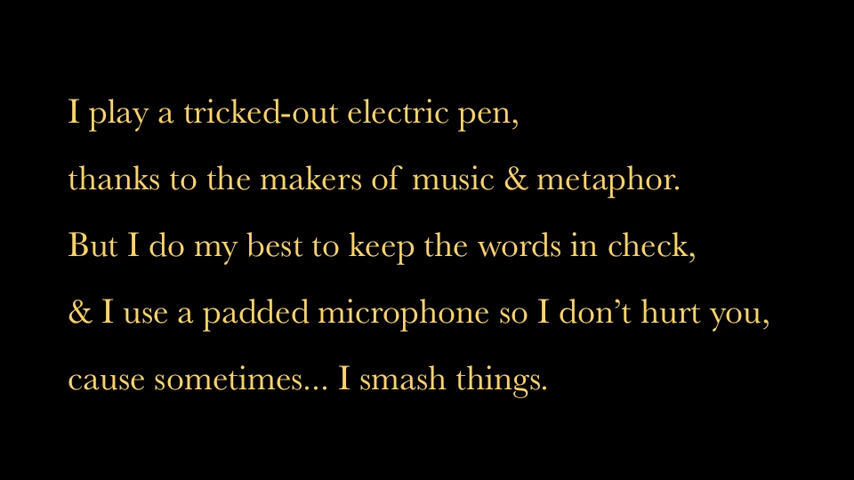 I play a tricked-out electric pen,
thanks to the makers of music & metaphor.
But I do my best to keep the words in check,
& I use a padded microphone so I don’t hurt you,
cause sometimes... I smash things.